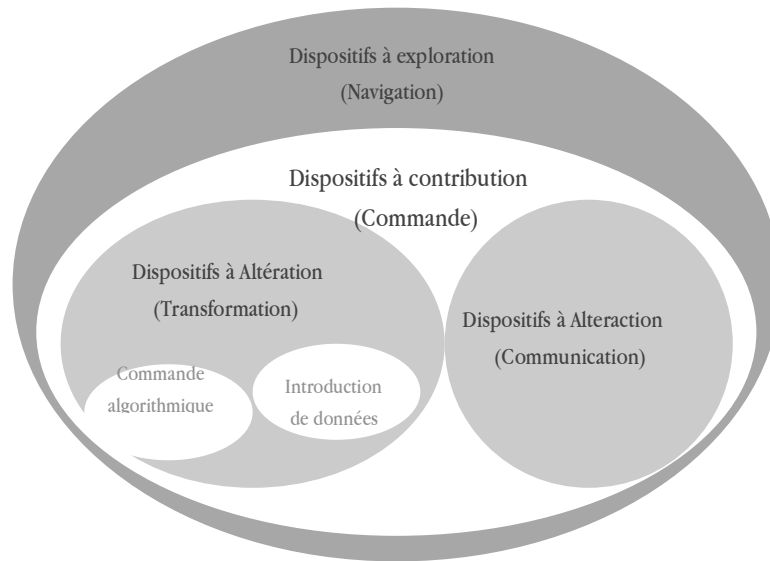 Dispositifs à exploration
(Navigation)
Dispositifs à contribution
(Commande)
Dispositifs à Altération
(Transformation)
Dispositifs à Alteraction
(Communication)
Commande
algorithmique
Introduction
de données